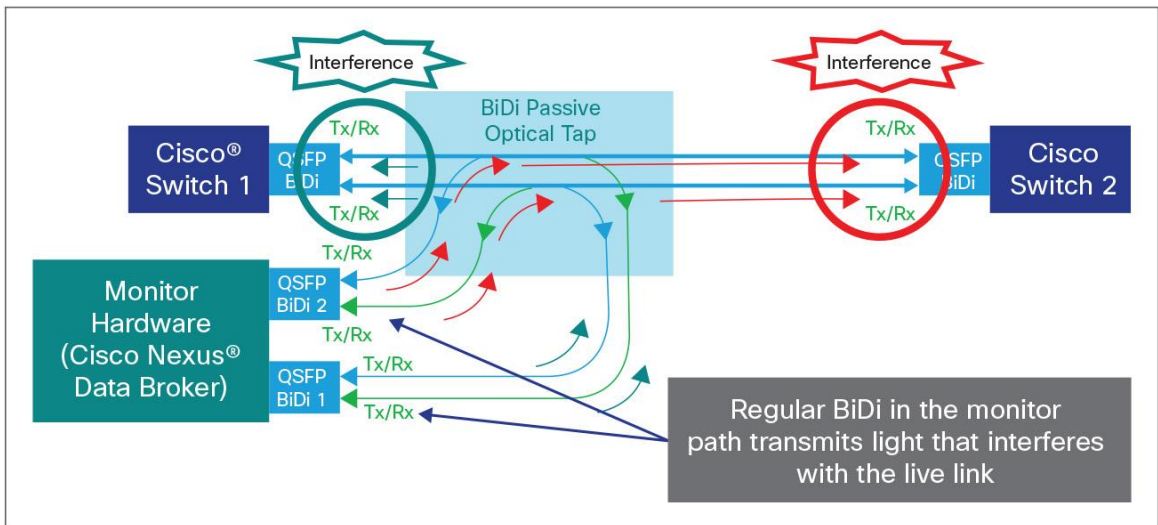 Interference
Interference
BiDi Passive
Optical Tap
Tx/Rx
Tx/Rx
Cisco®
Switch 1
QSFP
BiDi
QSFP
BiDi
Cisco
Switch 2
Tx/Rx
Tx/Rx
Tx/Rx
Monitor
Hardware
(Cisco Nexus®
Data Broker)
QSFP
BiDi 2
Tx/Rx
QSFP
BiDi 1
Tx/Rx
Tx/Rx
Regular BiDi in the monitor
path transmits light that interferes
with the live link